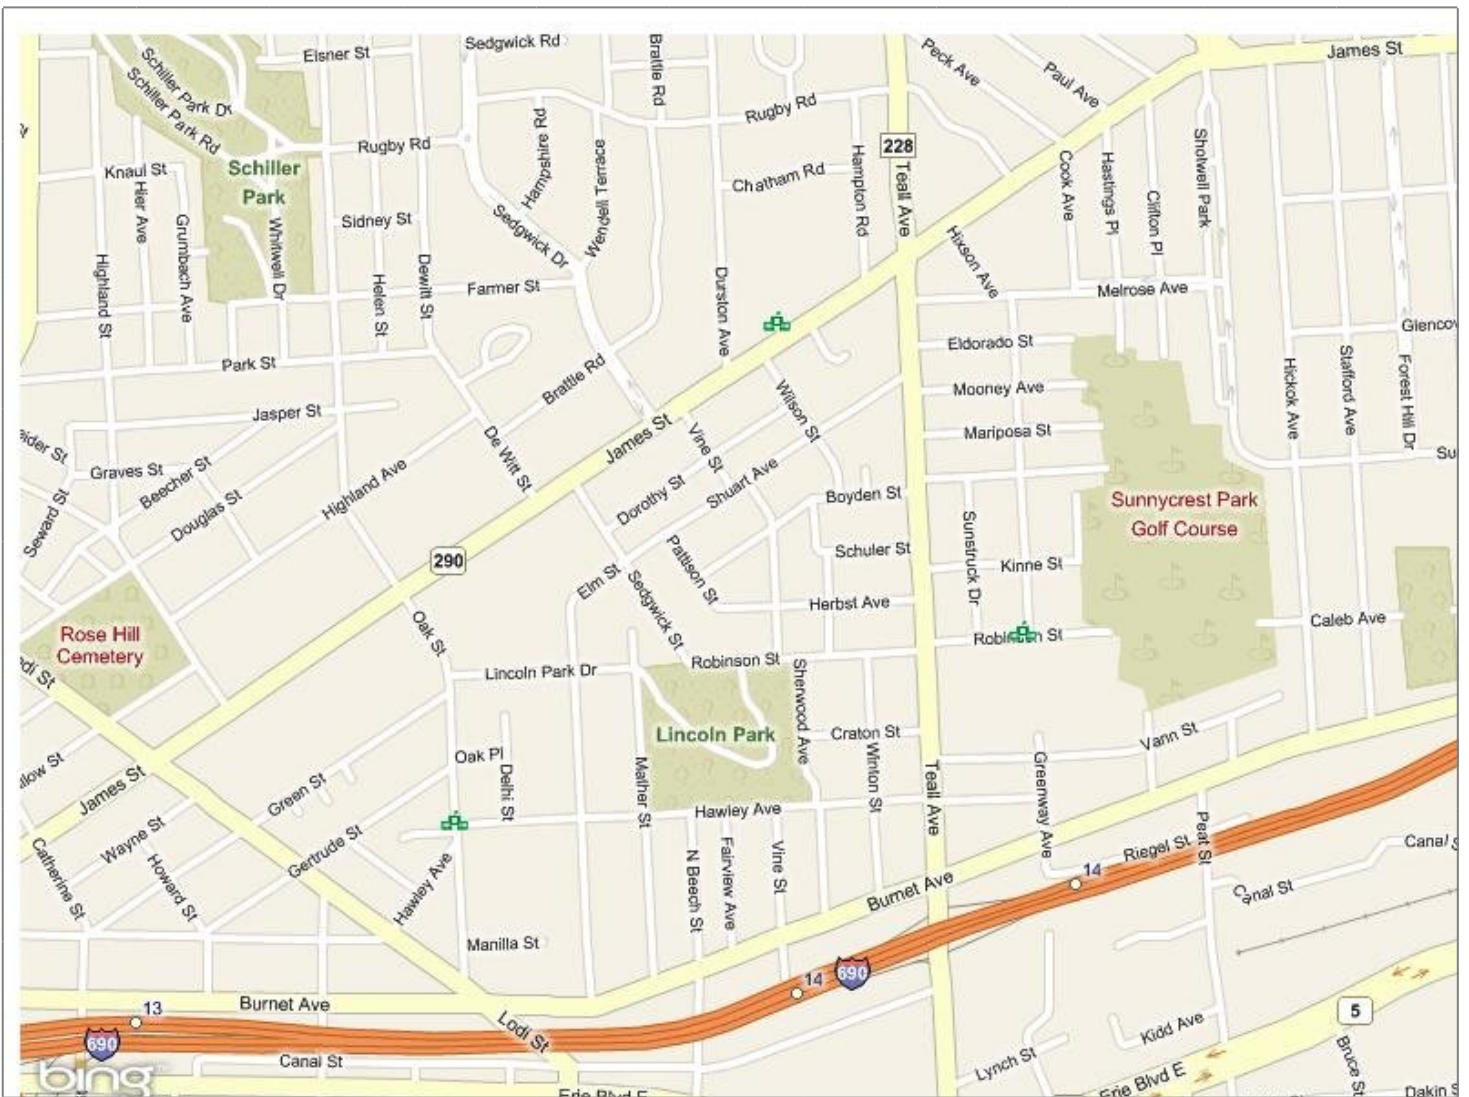 Sedgwick Rd
Eisner St
Brattle Rd
Peck Ave
James St
Paul Ave
Schiller Park Dr
Schiller Park Rd
Rugby Rd
Hampshire Rd
Wendell Terrace
Rugby Rd
228
Teall Ave
Hampton Rd
Cook Ave
Hastings Pl
Clifton Pl
Sholwell Park
Knaul St
Schiller
Park
Chatham Rd
Hier Ave
Grumbach Ave
Whitwell Dr
Sidney St
Sedgwick Dr
Hixson Ave
Highland St
Helen St
Dewitt St
Farmer St
Durston Ave
Melrose Ave
Eldorado St
Park St
Brattle Rd
Wilson St
Mooney Ave
Hickok Ave
Stafford Ave
Forest Hill Dr
Jasper St
James St
Vine St
Mariposa St
Graves St
Beecher St
De Witt St
Highland Ave
Dorothy St
Shuart Ave
Boyden St
Sunnycrest Park
Golf Course
Seward St
Douglas St
290
Pattison St
Schuler St
Sunstruck Dr
Kinne St
Elm St
Sedgwick St
Herbst Ave
Caleb Ave
Rose Hill
Cemetery
Oak St
Robinson St
Lincoln Park Dr
Robinson St
Sherwood Ave
Lincoln Park
Craton St
Winton St
Vann St
Greenway Ave
Oak Pl
Delhi St
Mather St
Teall Ave
James St
Green St
Hawley Ave
Wayne St
Gertrude St
Catherine St
Howard St
Hawley Ave
N Beech St
Fairview Ave
Vine St
Burnet Ave
14
Riegel St
Peat St
Canal S
Canal St
Manilla St
14
690
Burnet Ave
13
690
Lodi St
Canal St
5
Kidd Ave
Lynch St
Erie Blvd E
Bruce St
Erie Blvd E
Dakin S
bing